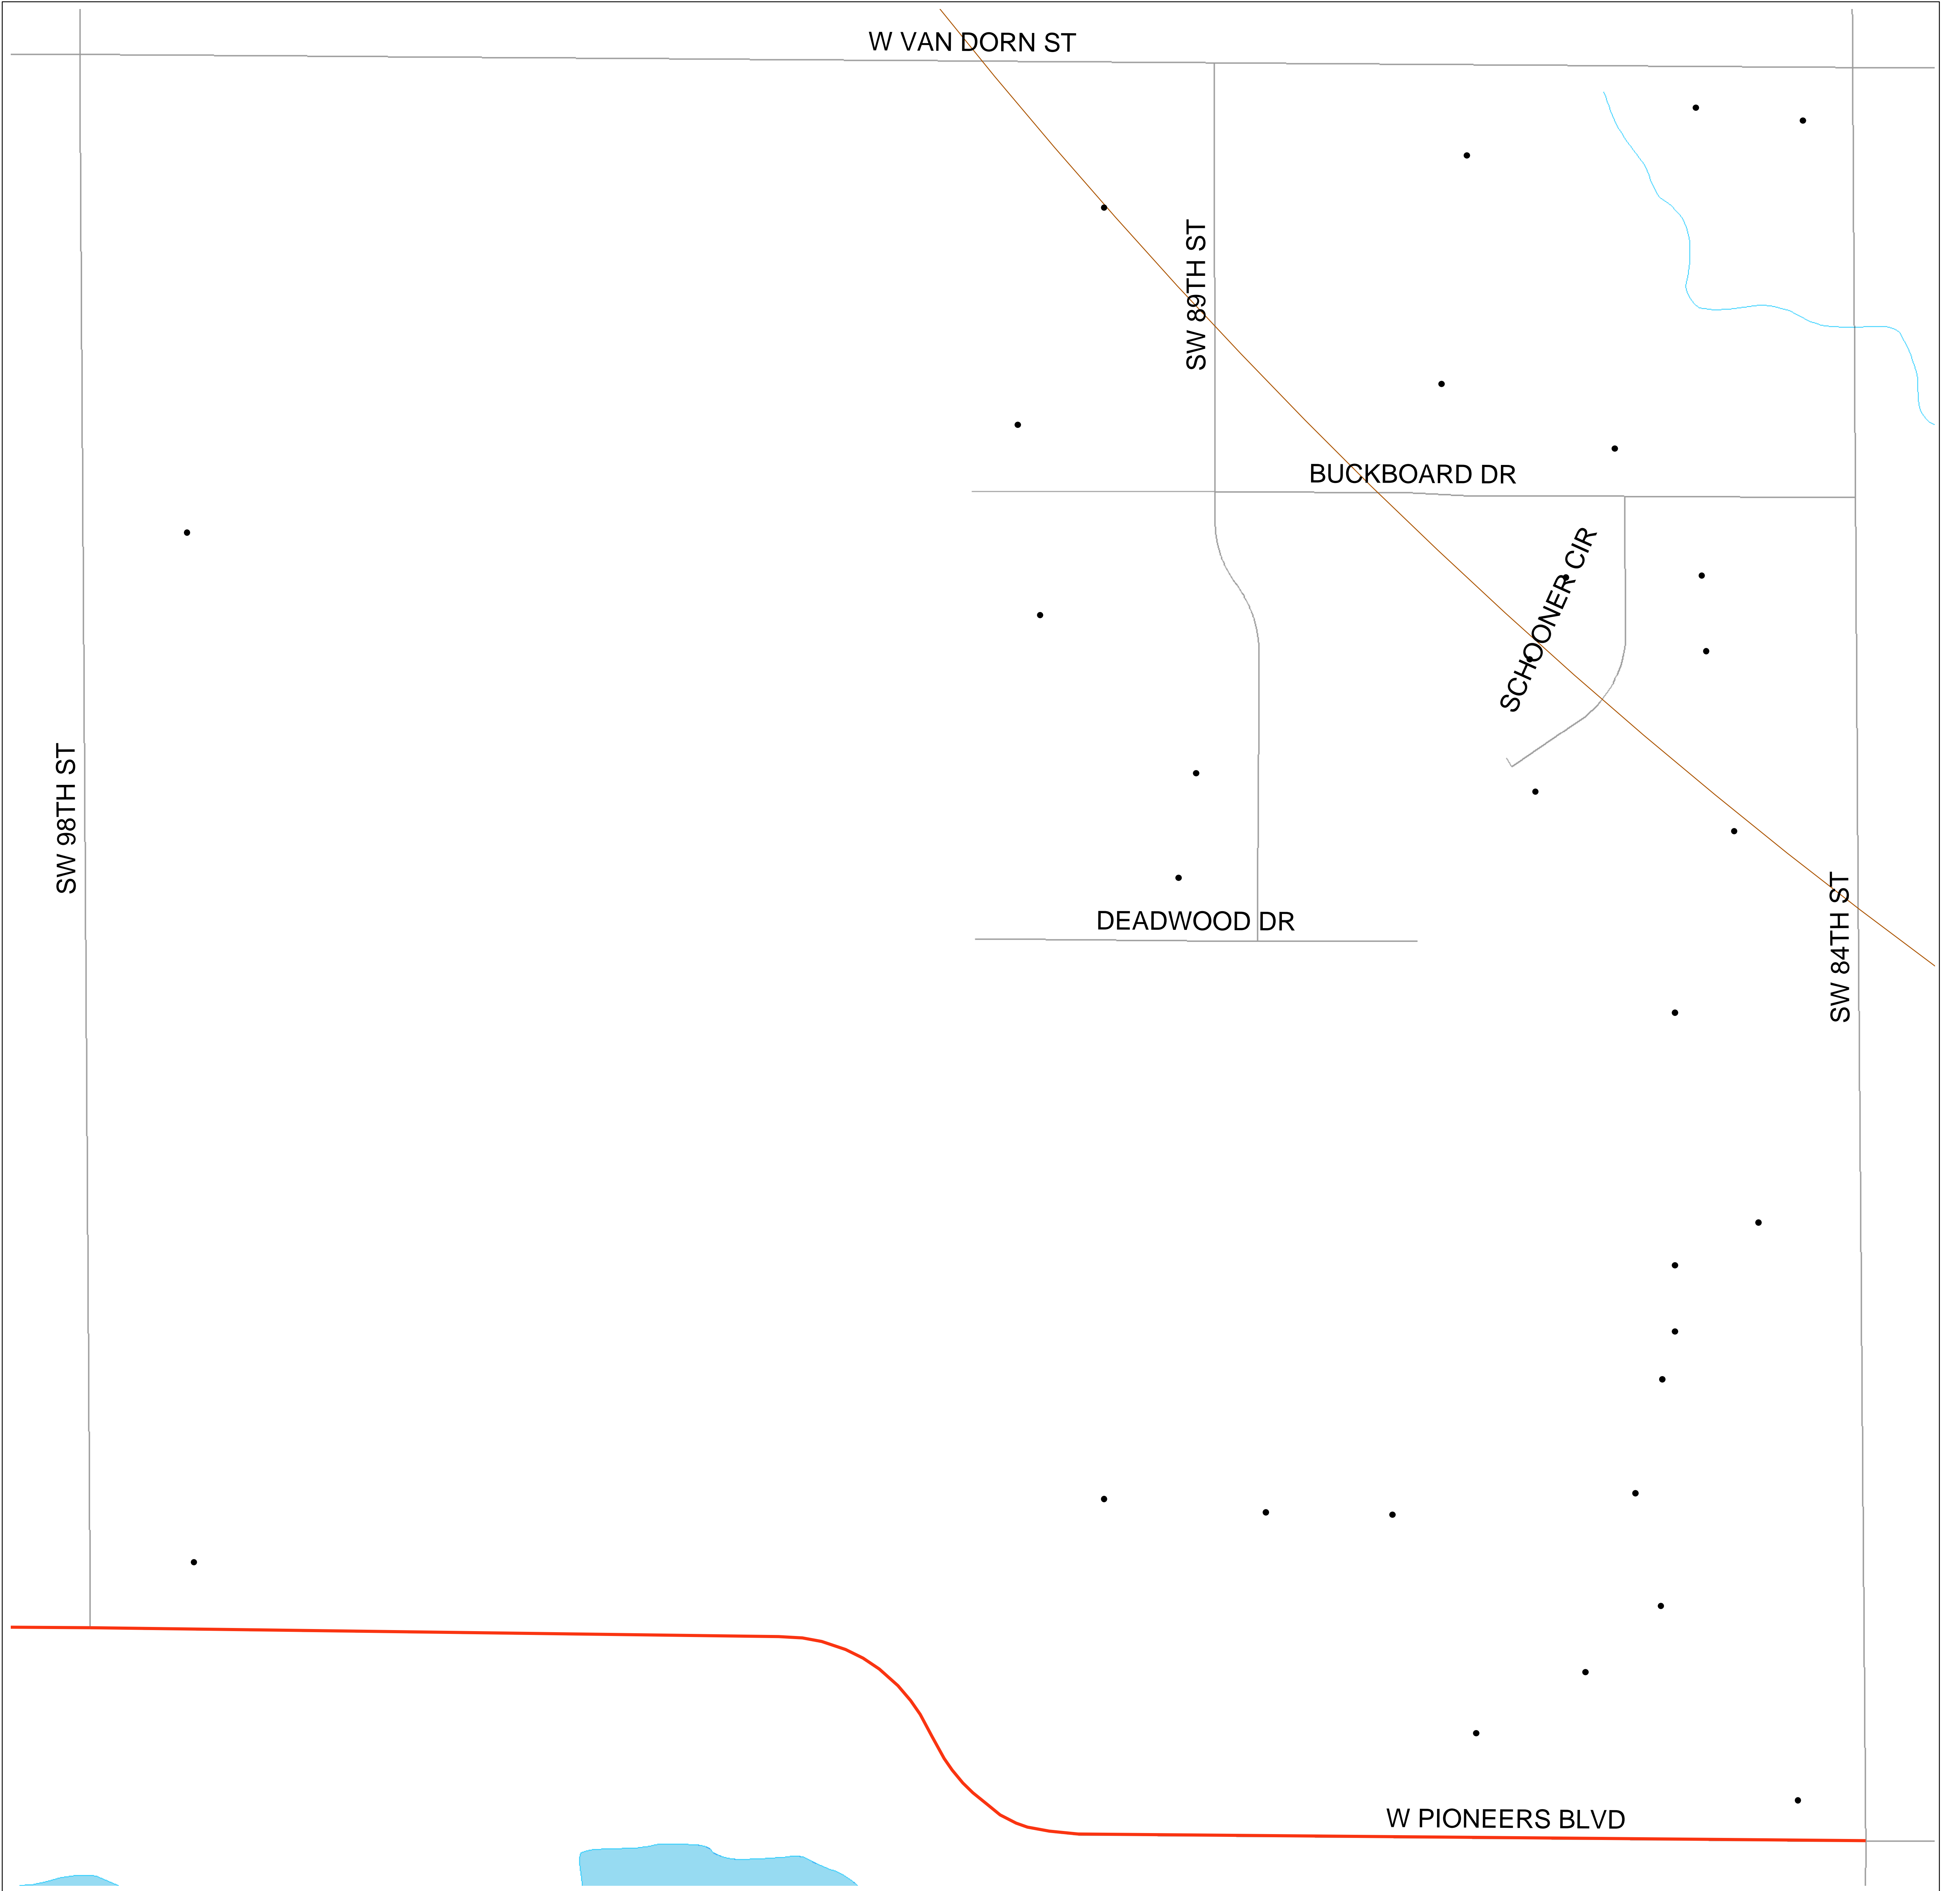 W VAN DORN ST
SW 89TH ST
BUCKBOARD DR
SCHOONER CIR
SW 98TH ST
DEADWOOD DR
SW 84TH ST
W PIONEERS BLVD